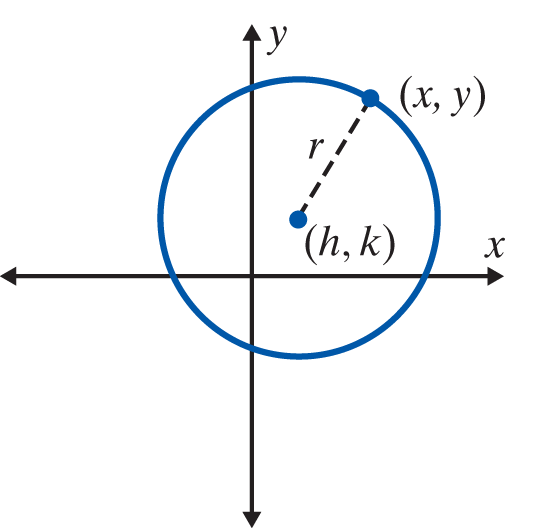 y
(x, y)
r
(h, k)
x